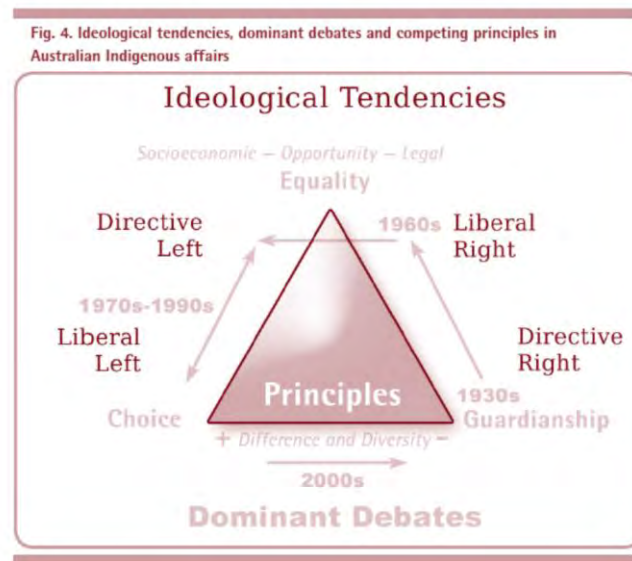 Fig. 4. Ideological tendencies, dominant debates and competing principles in
Australian Indigenous affairs
Ideological Tendencies
Socioeconomic – Opportunity – Legal
Equality
Directive
Left
1960s
Liberal
Right
1970s-1990s
Liberal
Left
Directive
Right
Principles
1930s
Choice
Guardianship
+ Difference and Diversity –
2000s
Dominant Debates